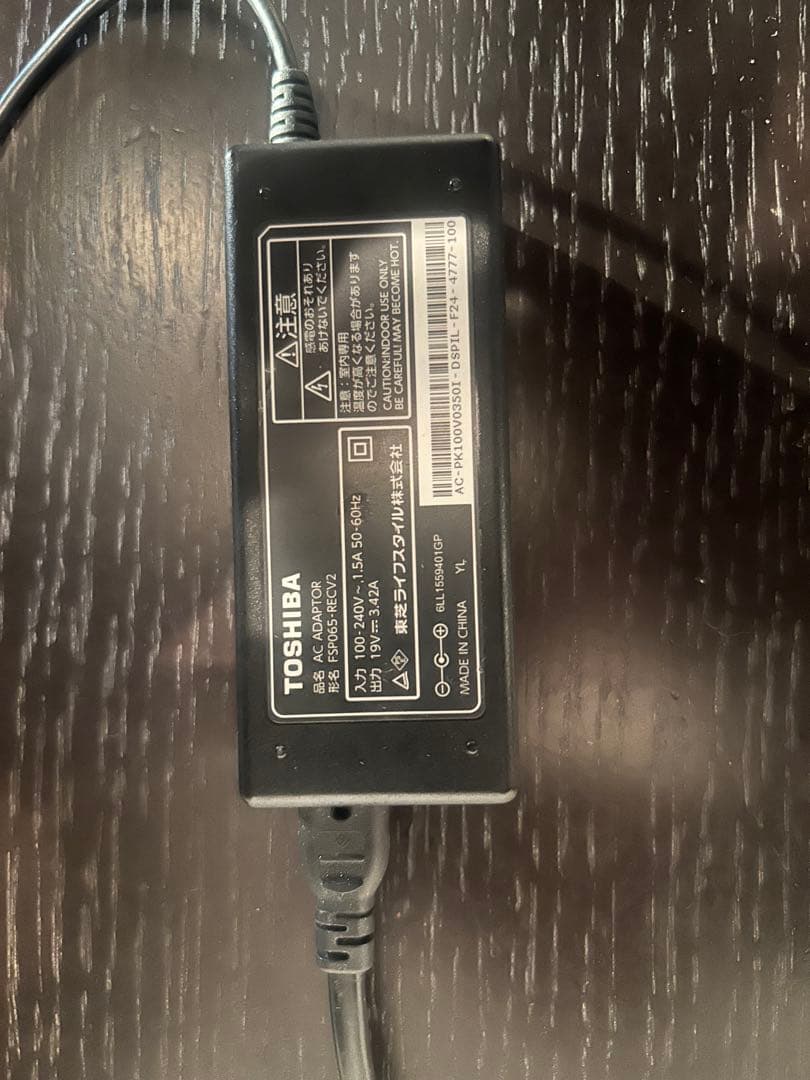 TOSHIBA
品名 AC ADAPTOR
形名 FSP065-RECV2
入力 100-240V~1.5A 50-60Hz
出力 19V⎓3.42A
東芝ライフスタイル株式会社
6LL1559401GP
MADE IN CHINA YL
注意
感電のおそれあり
あけないでください。
注意:室内専用
温度が高くなる場合があります
のでご注意ください。
CAUTION:INDOOR USE ONLY
BE CAREFUL! MAY BECOME HOT.
AC-PK100V0350I-DSPIL-F24-4777-100